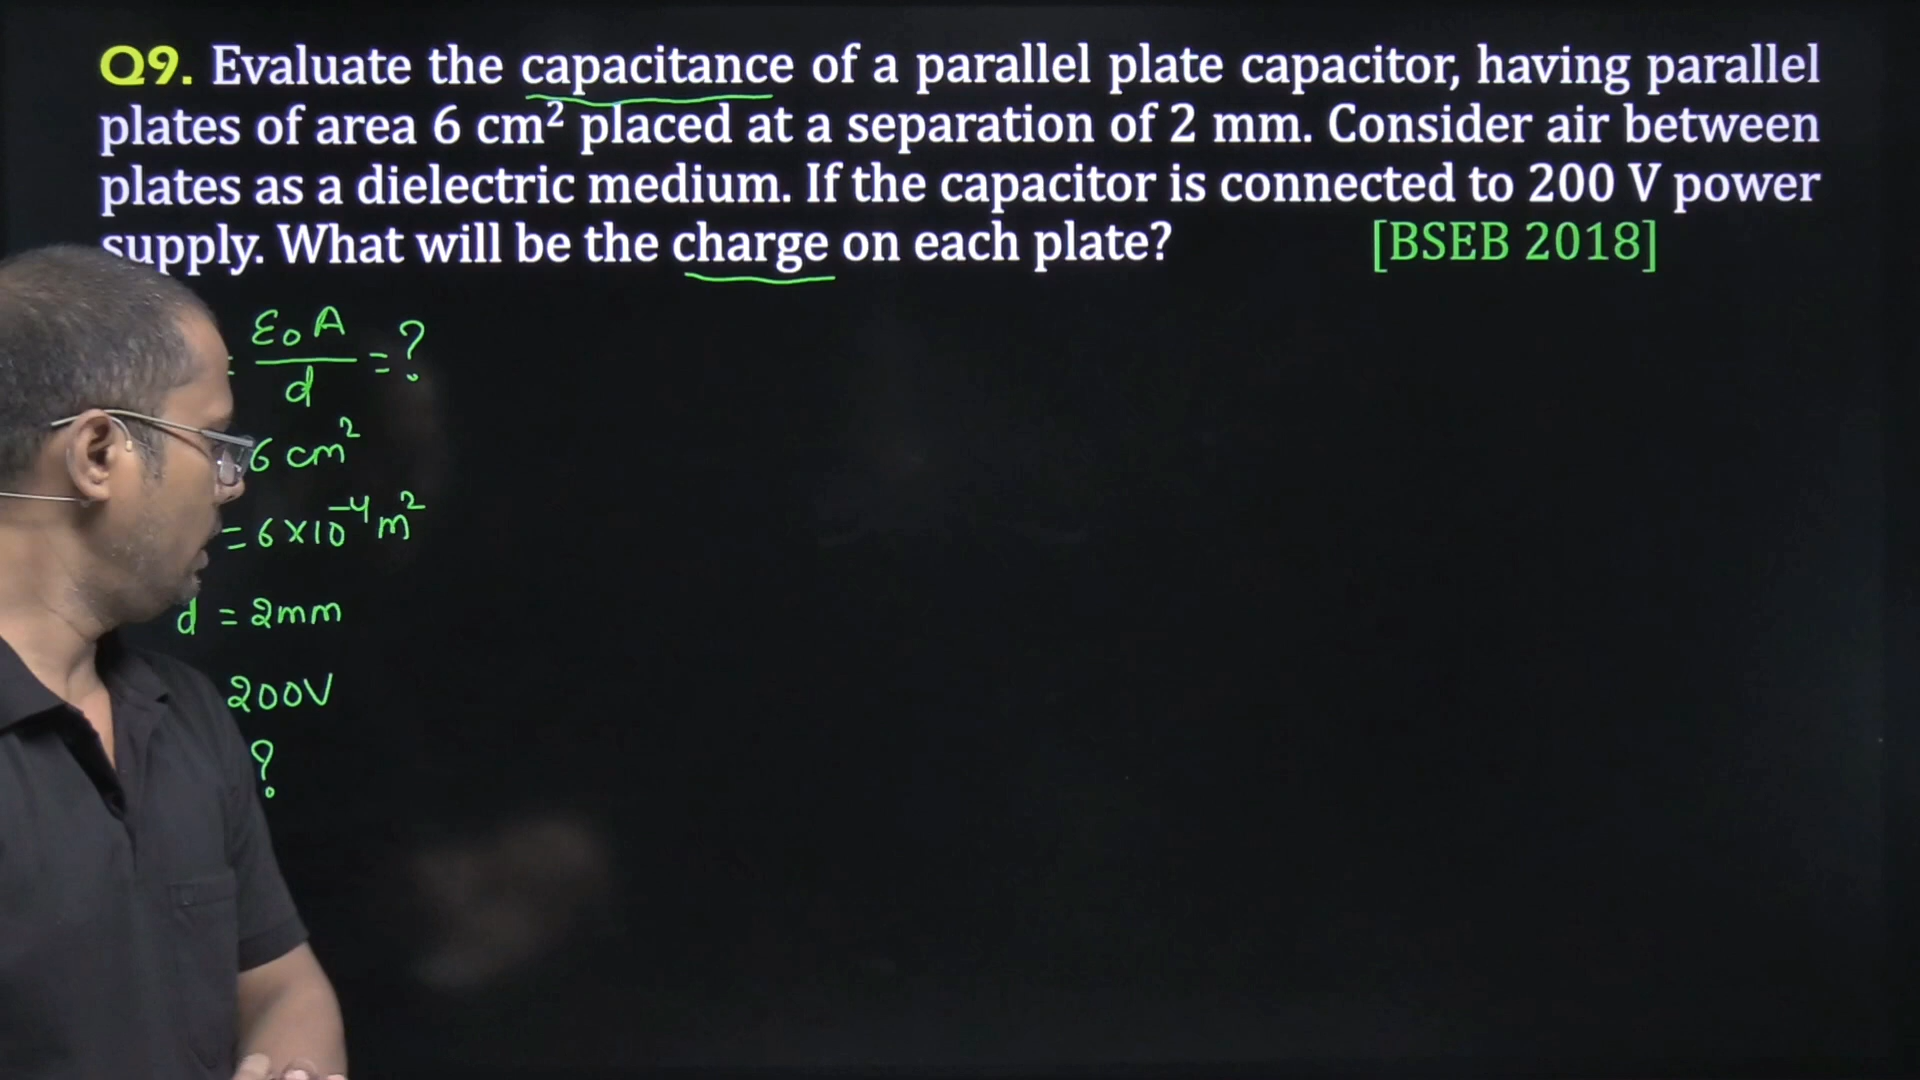 Q9. Evaluate the capacitance of a parallel plate capacitor, having parallel
plates of area 6 cm² placed at a separation of 2 mm. Consider air between
plates as a dielectric medium. If the capacitor is connected to 200 V power
supply. What will be the charge on each plate? [BSEB 2018]
= ε₀A / d = ?
6 cm²
= 6×10⁻⁴ m²
d = 2mm
200V
?